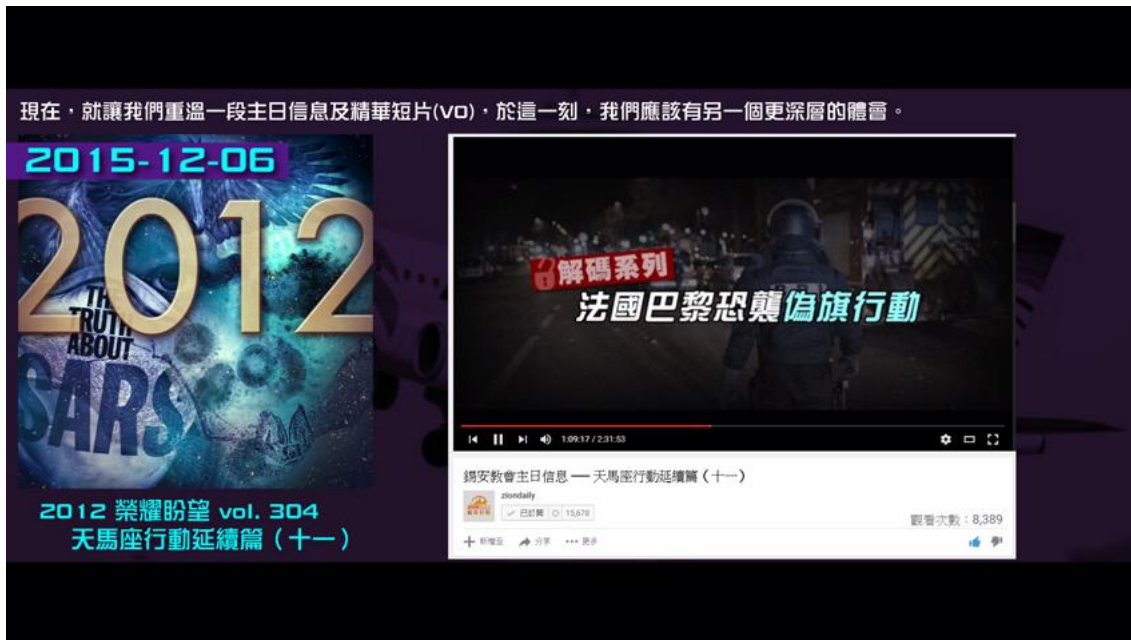 現在，就讓我們重溫一段主日信息及精華短片(VO)，於這一刻，我們應該有另一個更深層的體會。
2015-12-06
2012
THE
TRUTH
ABOUT
SARS
2012 榮耀盼望 vol. 304
天馬座行動延續篇（十一）
解碼系列
法國巴黎恐襲偽旗行動
1:09:17 / 2:31:53
錫安教會主日信息 — 天馬座行動延續篇（十一）
ziondaily
已訂閱 15,678
觀看次數：8,389
新增至 分享 更多